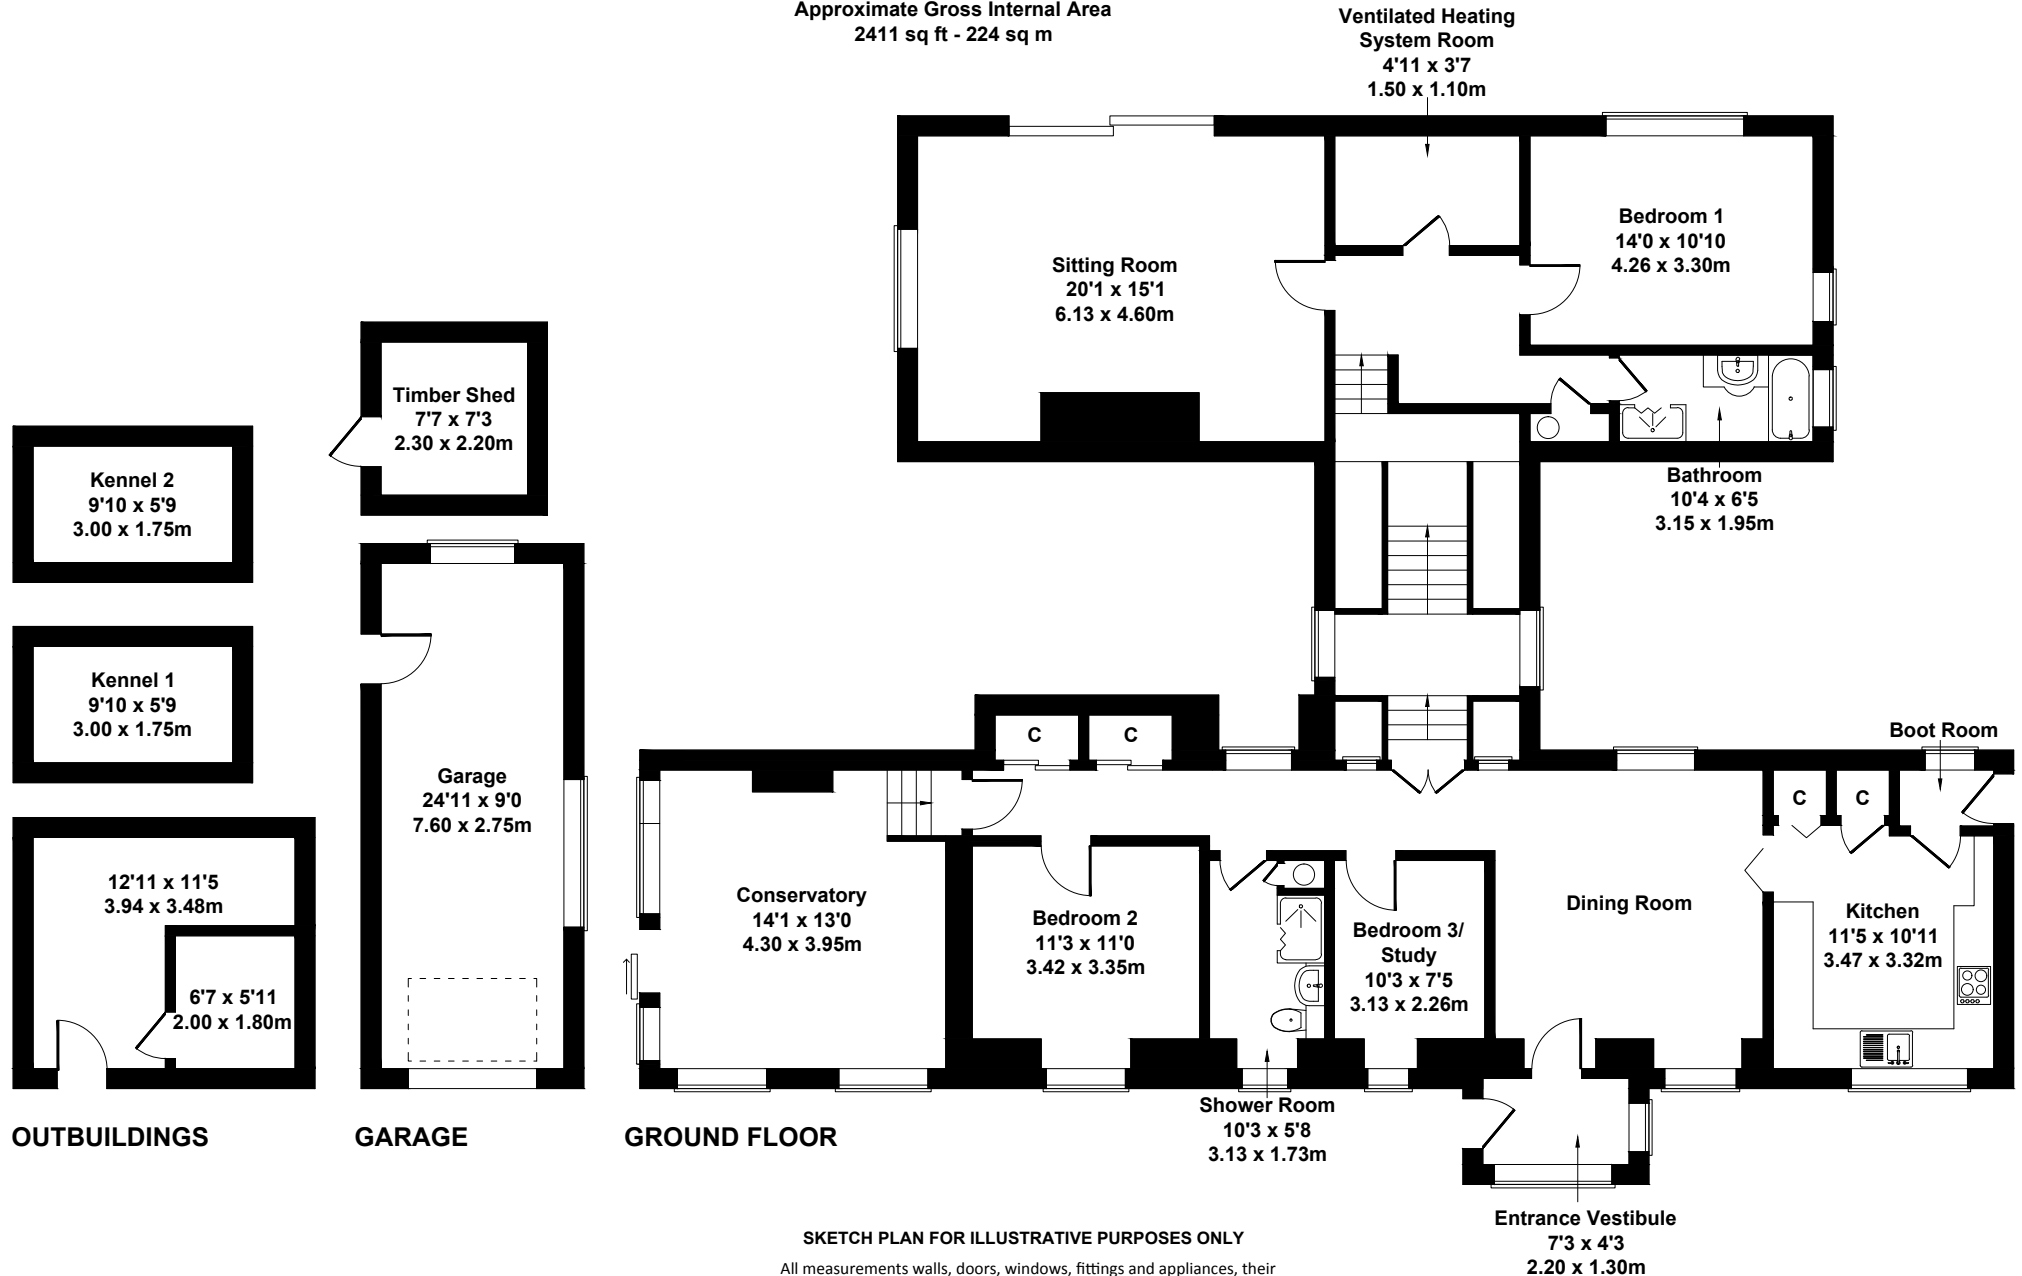 Approximate Gross Internal Area
2411 sq ft - 224 sq m
Ventilated Heating
System Room
4'11 x 3'7
1.50 x 1.10m
Sitting Room
20'1 x 15'1
6.13 x 4.60m
Bedroom 1
14'0 x 10'10
4.26 x 3.30m
Bathroom
10'4 x 6'5
3.15 x 1.95m
Timber Shed
7'7 x 7'3
2.30 x 2.20m
Kennel 2
9'10 x 5'9
3.00 x 1.75m
Kennel 1
9'10 x 5'9
3.00 x 1.75m
Garage
24'11 x 9'0
7.60 x 2.75m
12'11 x 11'5
3.94 x 3.48m
6'7 x 5'11
2.00 x 1.80m
C
C
Boot Room
C
C
Conservatory
14'1 x 13'0
4.30 x 3.95m
Bedroom 2
11'3 x 11'0
3.42 x 3.35m
Bedroom 3/
Study
10'3 x 7'5
3.13 x 2.26m
Dining Room
Kitchen
11'5 x 10'11
3.47 x 3.32m
Shower Room
10'3 x 5'8
3.13 x 1.73m
Entrance Vestibule
7'3 x 4'3
2.20 x 1.30m
OUTBUILDINGS
GARAGE
GROUND FLOOR
SKETCH PLAN FOR ILLUSTRATIVE PURPOSES ONLY
All measurements walls, doors, windows, fittings and appliances, their